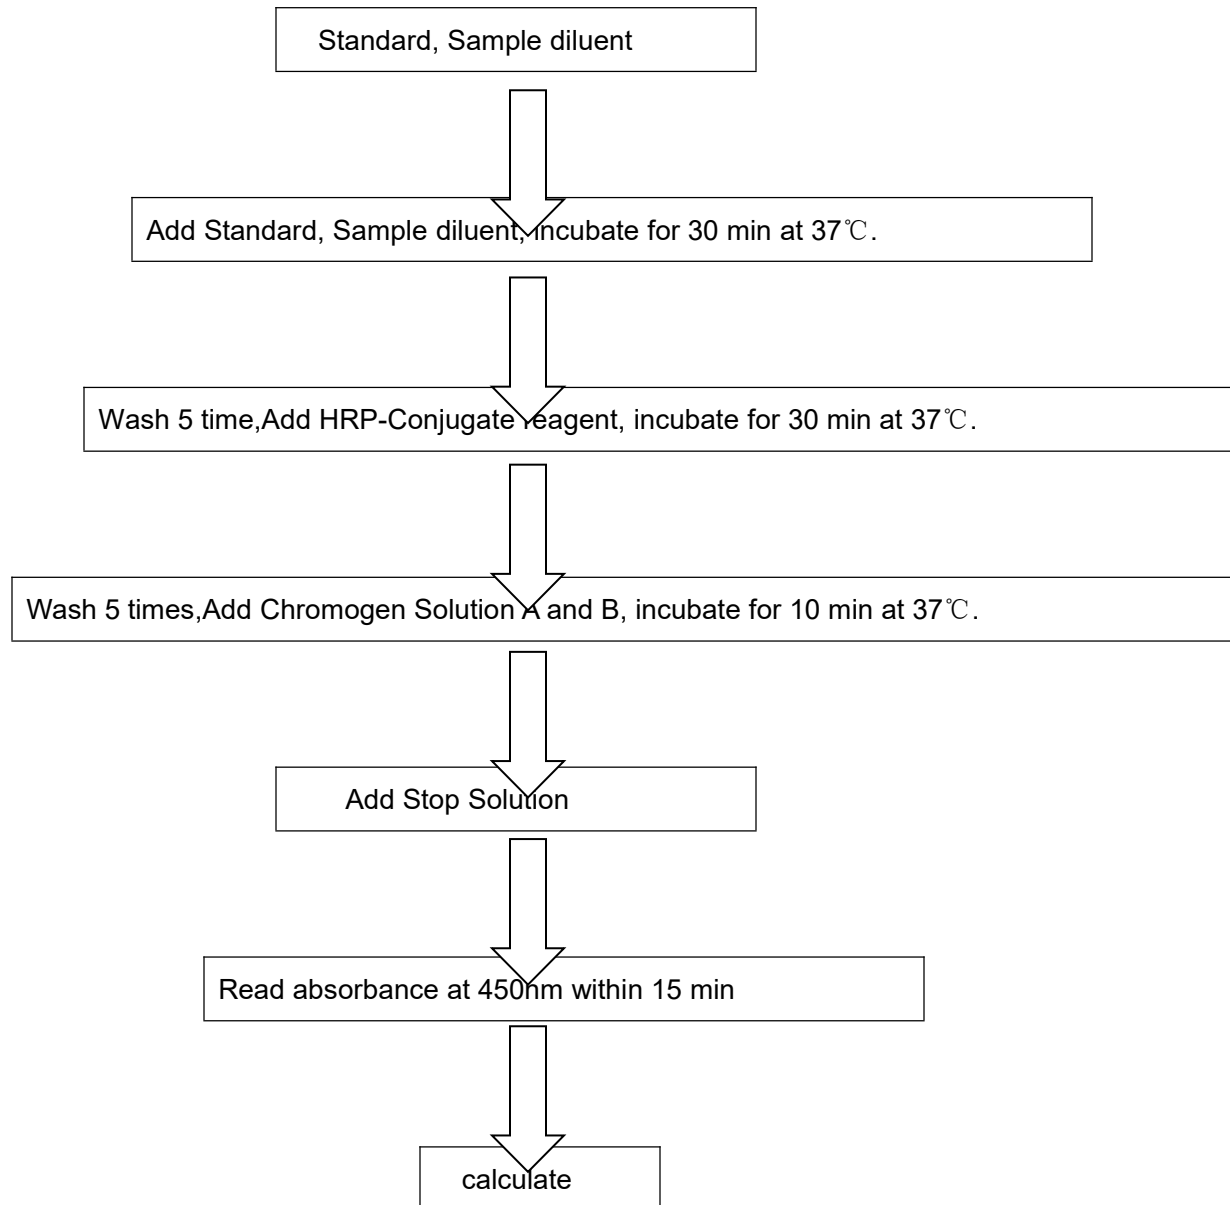 Standard, Sample diluent
Add Standard, Sample diluent, incubate for 30 min at 37℃.
Wash 5 time,Add HRP-Conjugate reagent, incubate for 30 min at 37℃.
Wash 5 times,Add Chromogen Solution A and B, incubate for 10 min at 37℃.
Add Stop Solution
Read absorbance at 450nm within 15 min
calculate